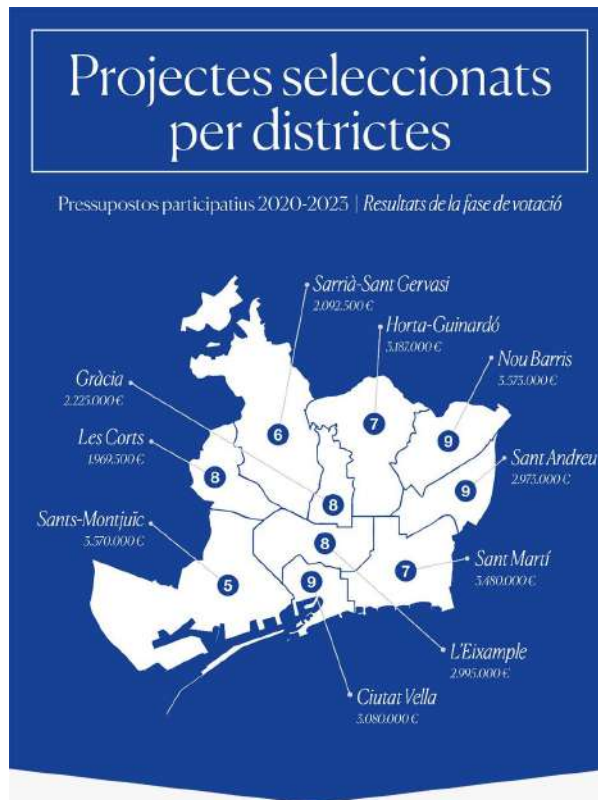 Projectes seleccionats
per districtes
Pressupostos participatius 2020-2023 | Resultats de la fase de votació
Sarrià-Sant Gervasi
2.092.500 €
Horta-Guinardó
3.187.000 €
Nou Barris
3.573.000 €
Gràcia
2.225.000 €
Les Corts
1.969.500 €
Sant Andreu
2.973.000 €
Sants-Montjuïc
3.570.000 €
Sant Martí
3.480.000 €
L'Eixample
2.995.000 €
Ciutat Vella
3.080.000 €
6
7
9
8
9
8
8
5
9
7